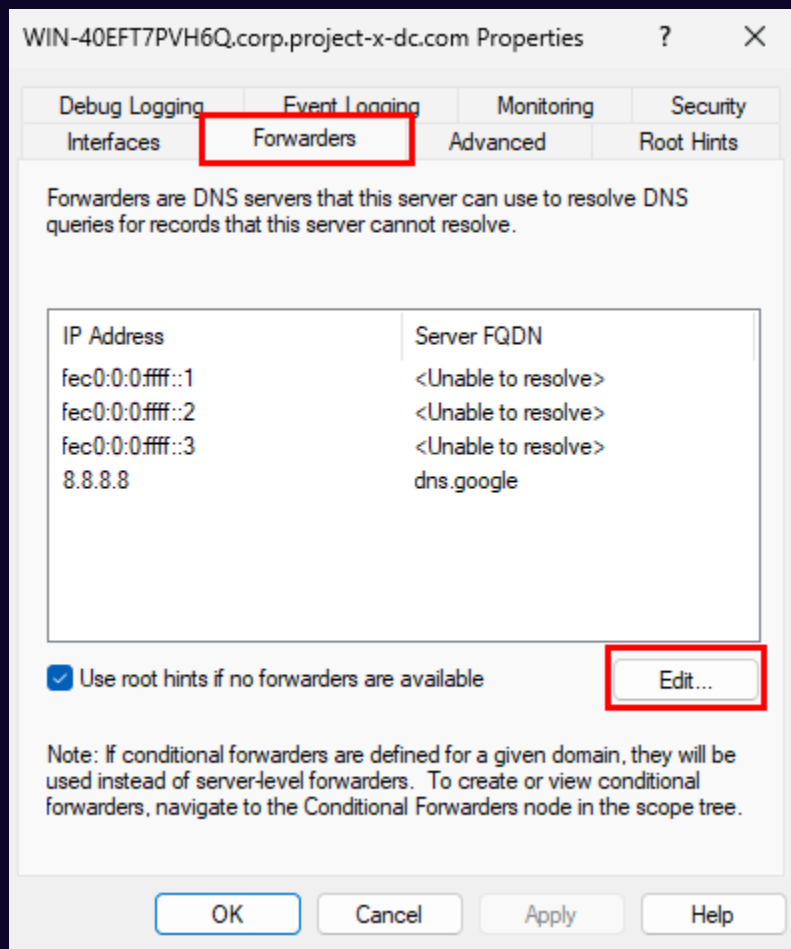 WIN-40EFT7PVH6Q.corp.project-x-dc.com Properties ?
Debug Logging Event Logging Monitoring Security
Interfaces Forwarders Advanced Root Hints
Forwarders are DNS servers that this server can use to resolve DNS
queries for records that this server cannot resolve.
IP Address Server FQDN
fec0:0:0:ffff::1 <Unable to resolve>
fec0:0:0:ffff::2 <Unable to resolve>
fec0:0:0:ffff::3 <Unable to resolve>
8.8.8.8 dns.google
Use root hints if no forwarders are available Edit...
Note: If conditional forwarders are defined for a given domain, they will be
used instead of server-level forwarders. To create or view conditional
forwarders, navigate to the Conditional Forwarders node in the scope tree.
OK Cancel Apply Help